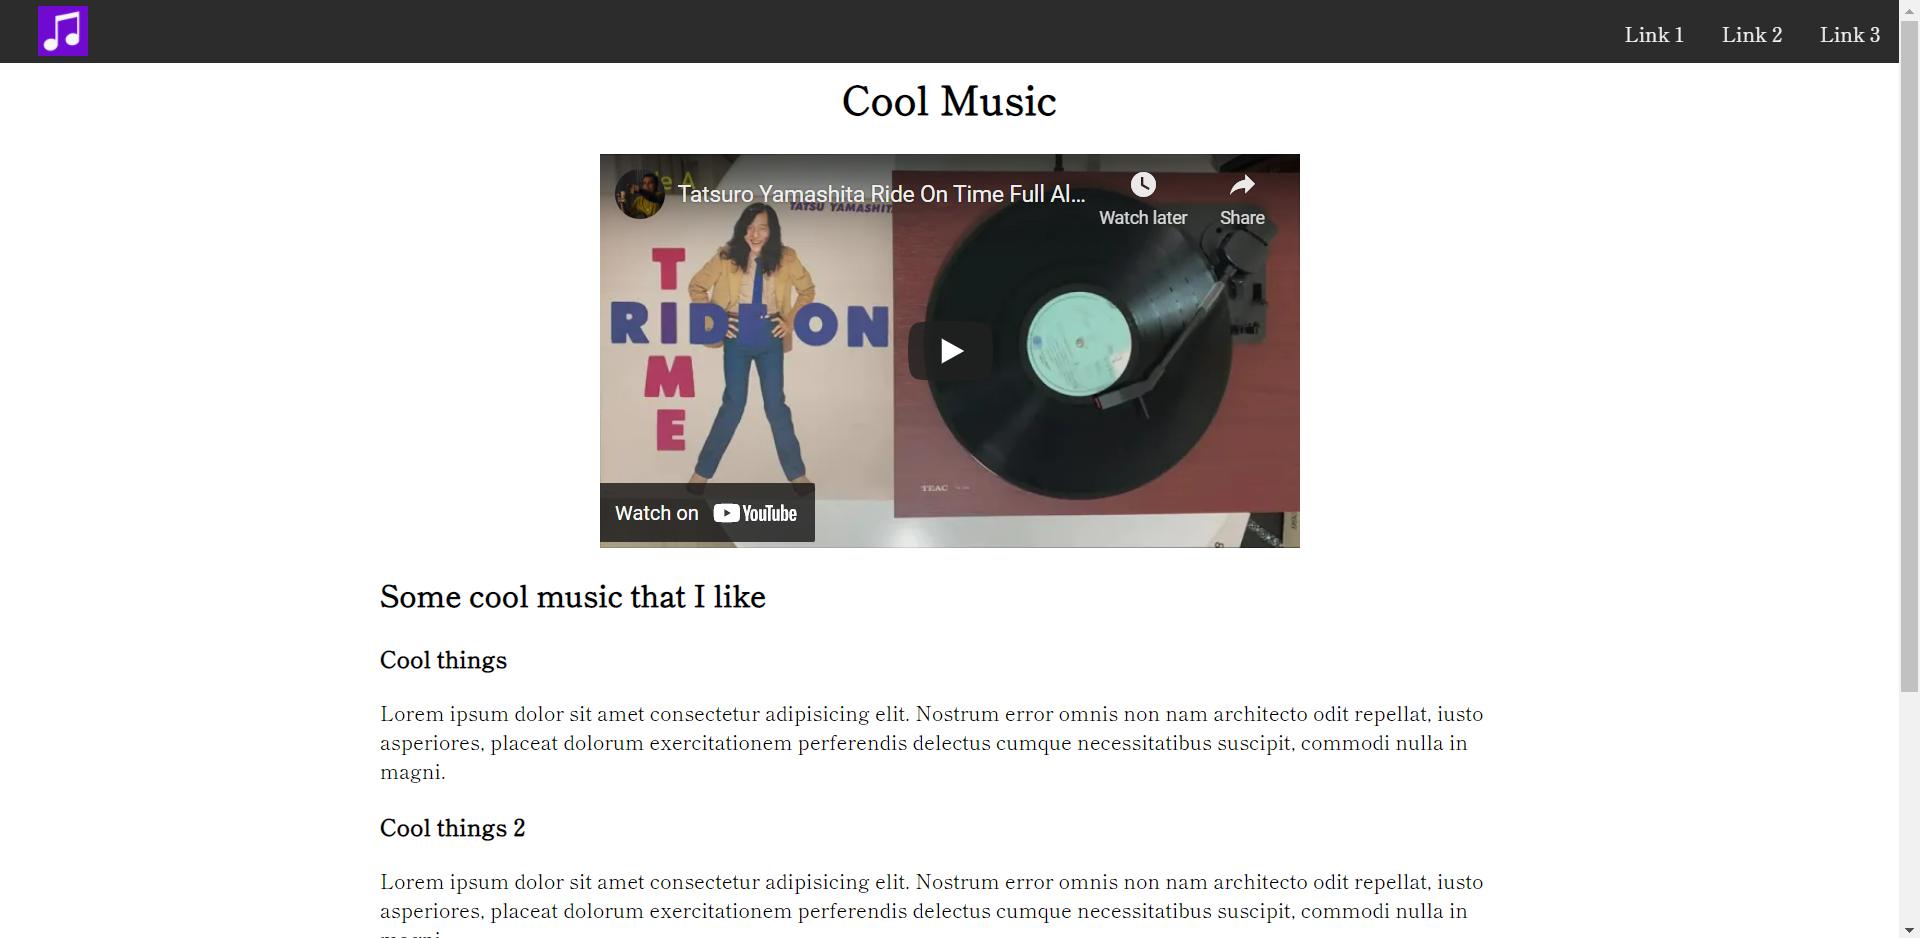 Link 1 Link 2 Link 3
Cool Music
Tatsuro Yamashita Ride On Time Full Al...
Watch later Share
TATSU YAMASHITA
RIDE ON
TIME
TEAC
Watch on YouTube
Some cool music that I like
Cool things
Lorem ipsum dolor sit amet consectetur adipisicing elit. Nostrum error omnis non nam architecto odit repellat, iusto
asperiores, placeat dolorum exercitationem perferendis delectus cumque necessitatibus suscipit, commodi nulla in
magni.
Cool things 2
Lorem ipsum dolor sit amet consectetur adipisicing elit. Nostrum error omnis non nam architecto odit repellat, iusto
asperiores, placeat dolorum exercitationem perferendis delectus cumque necessitatibus suscipit, commodi nulla in